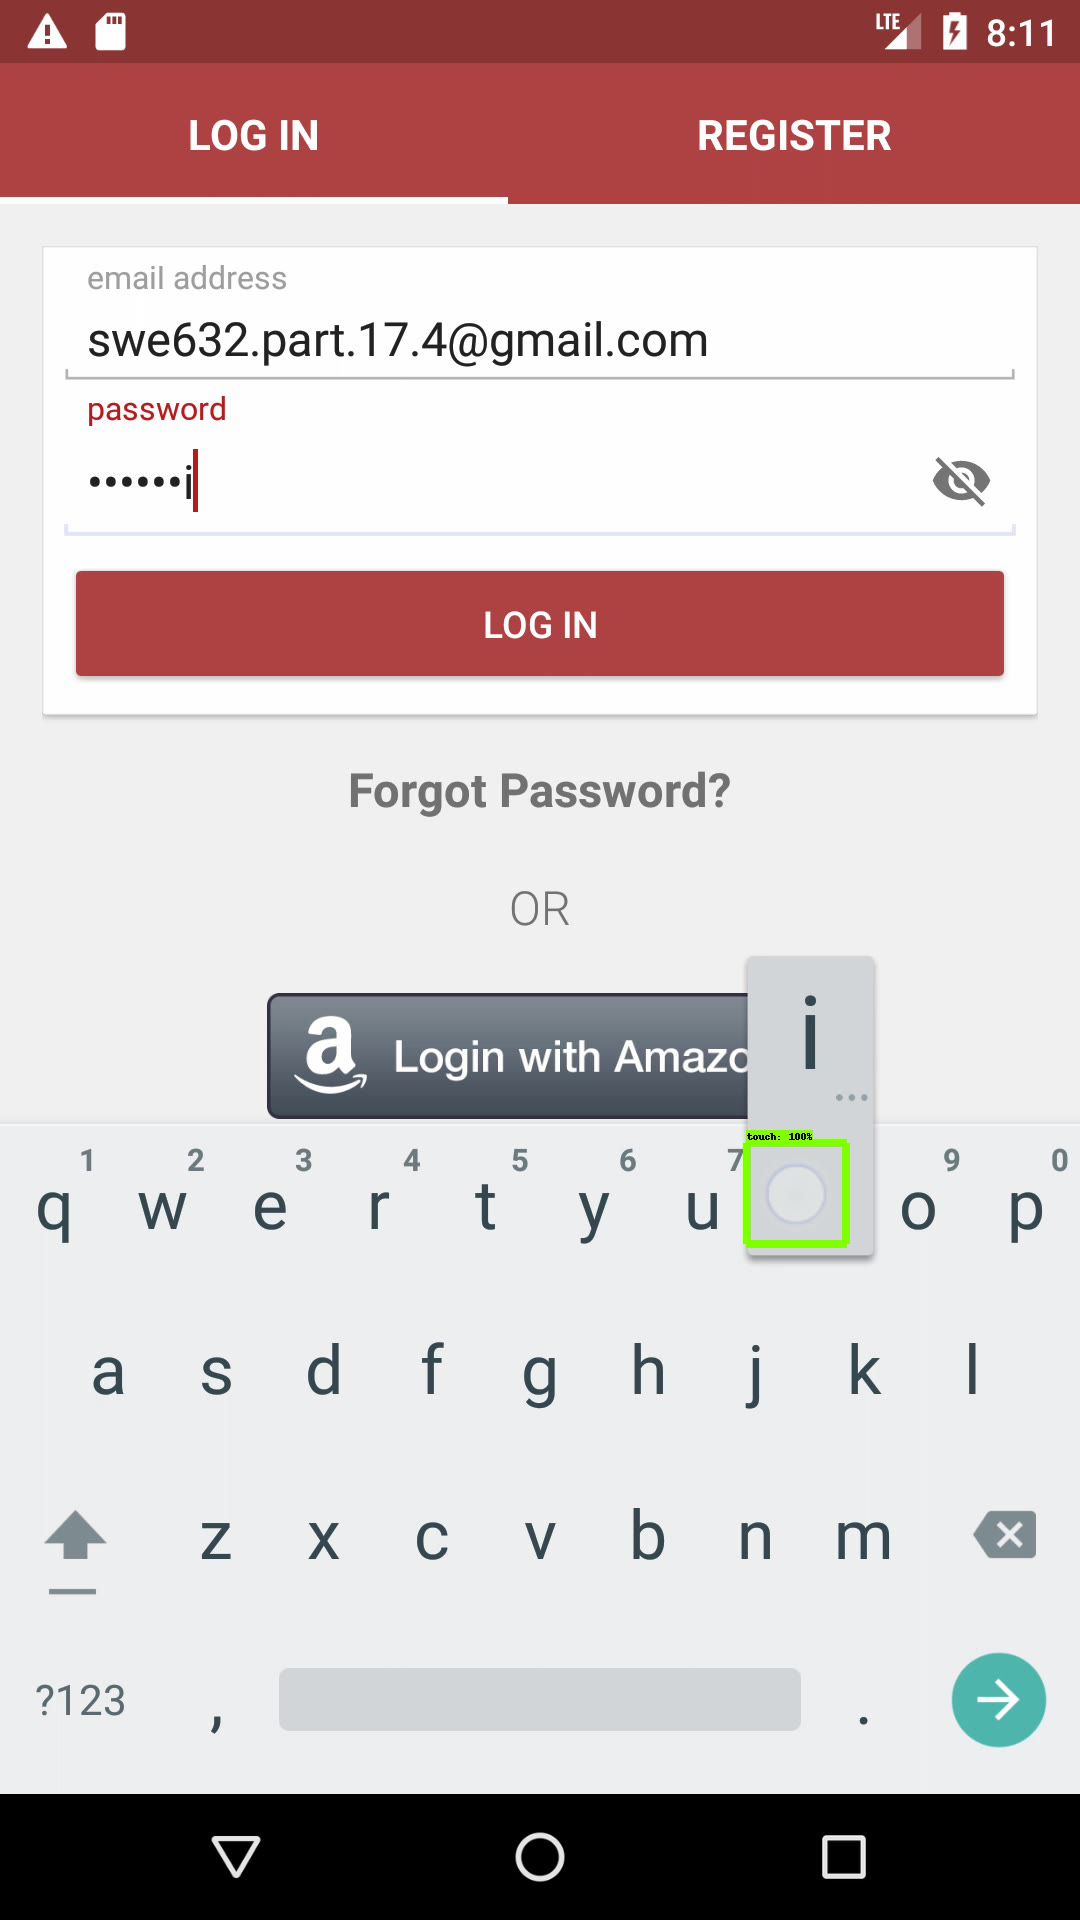 LTE 8:11
LOG IN REGISTER
email address
swe632.part.17.4@gmail.com
password
••••••i
LOG IN
Forgot Password?
OR
a Login with Amazo
i
...
touch: 100%
1 2 3 4 5 6 7 9 0
q w e r t y u o p
a s d f g h j k l
z x c v b n m
?123 , .